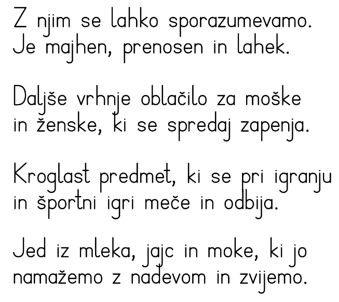 Z njim se lahko sporazumevamo.
Je majhen, prenosen in lahek.
Daljše vrhnje oblačilo za moške
in ženske, ki se spredaj zapenja.
Kroglast predmet, ki se pri igranju
in športni igri meče in odbija.
Jed iz mleka, jajc in moke, ki jo
namažemo z nadevom in zvijemo.